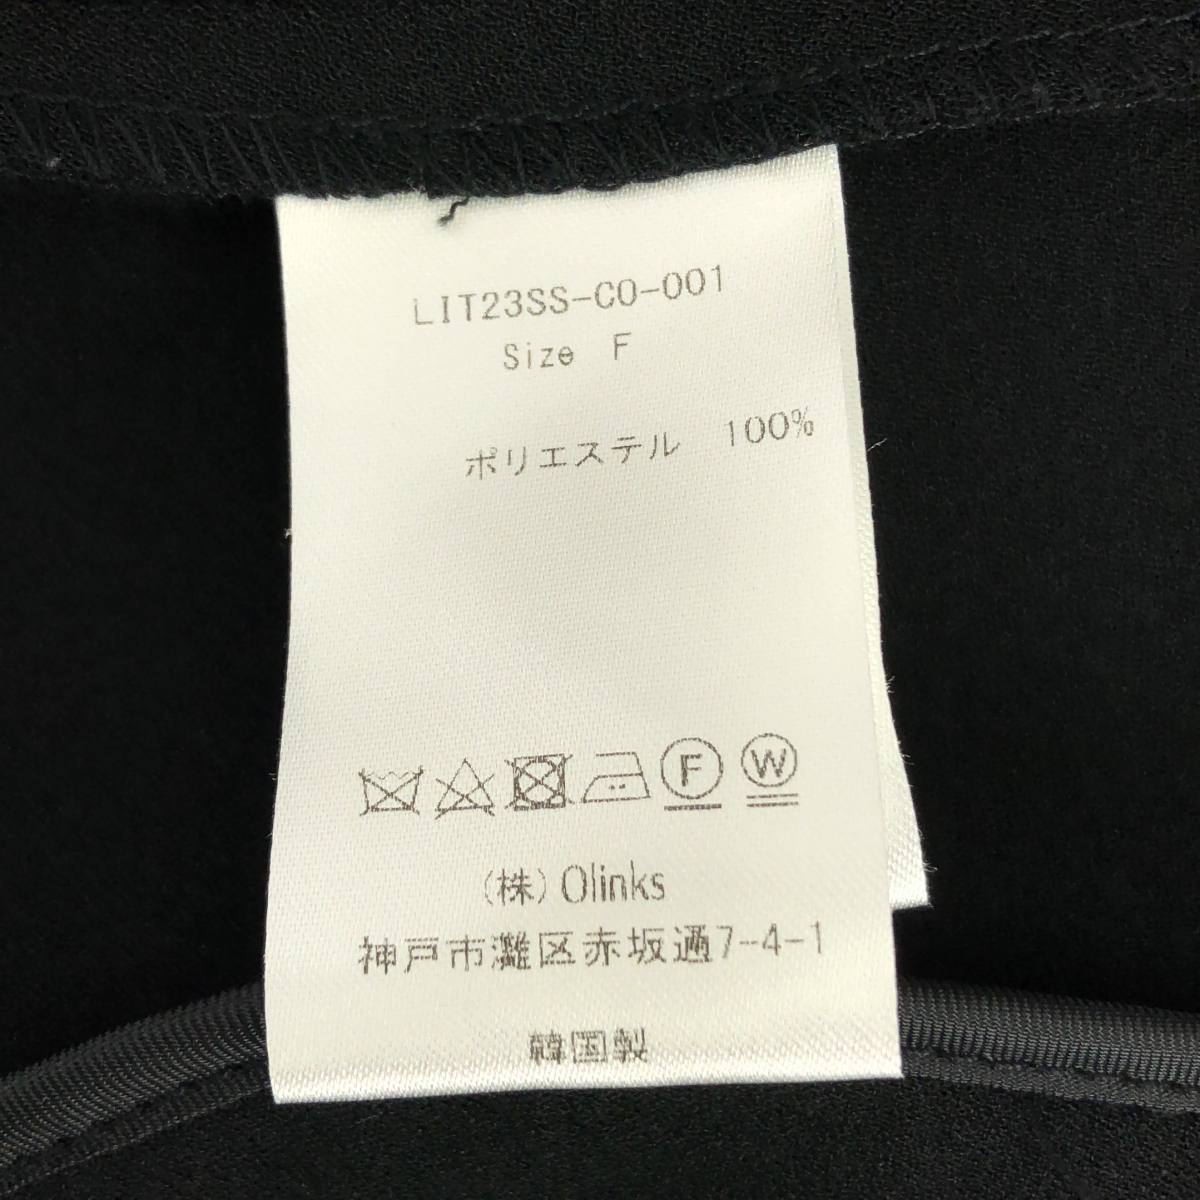 LIT23SS-CO-001
Size F
ポリエステル 100%
F W
(株)Olinks
神戸市灘区赤坂通7-4-1
韓国製